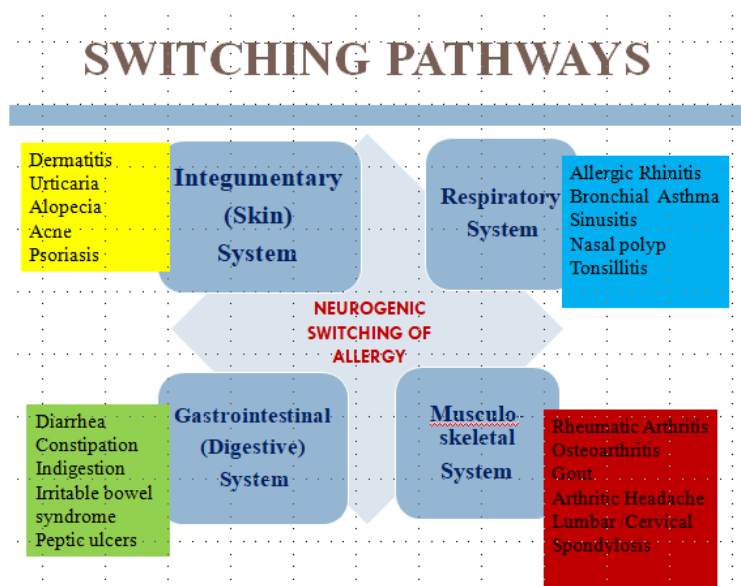 SWITCHING PATHWAYS
Dermatitis
Urticaria
Alopecia
Acne
Psoriasis
Integumentary
(Skin)
System
Respiratory
System
Allergic Rhinitis
Bronchial Asthma
Sinusitis
Nasal polyp
Tonsillitis
NEUROGENIC
SWITCHING OF
ALLERGY
Diarrhea
Constipation
Indigestion
Irritable bowel
syndrome
Peptic ulcers
Gastrointestinal
(Digestive)
System
Musculo
skeletal
System
Rheumatic Arthritis
Osteoarthritis
Gout
Arthritic Headache
Lumbar /Cervical
Spondylosis